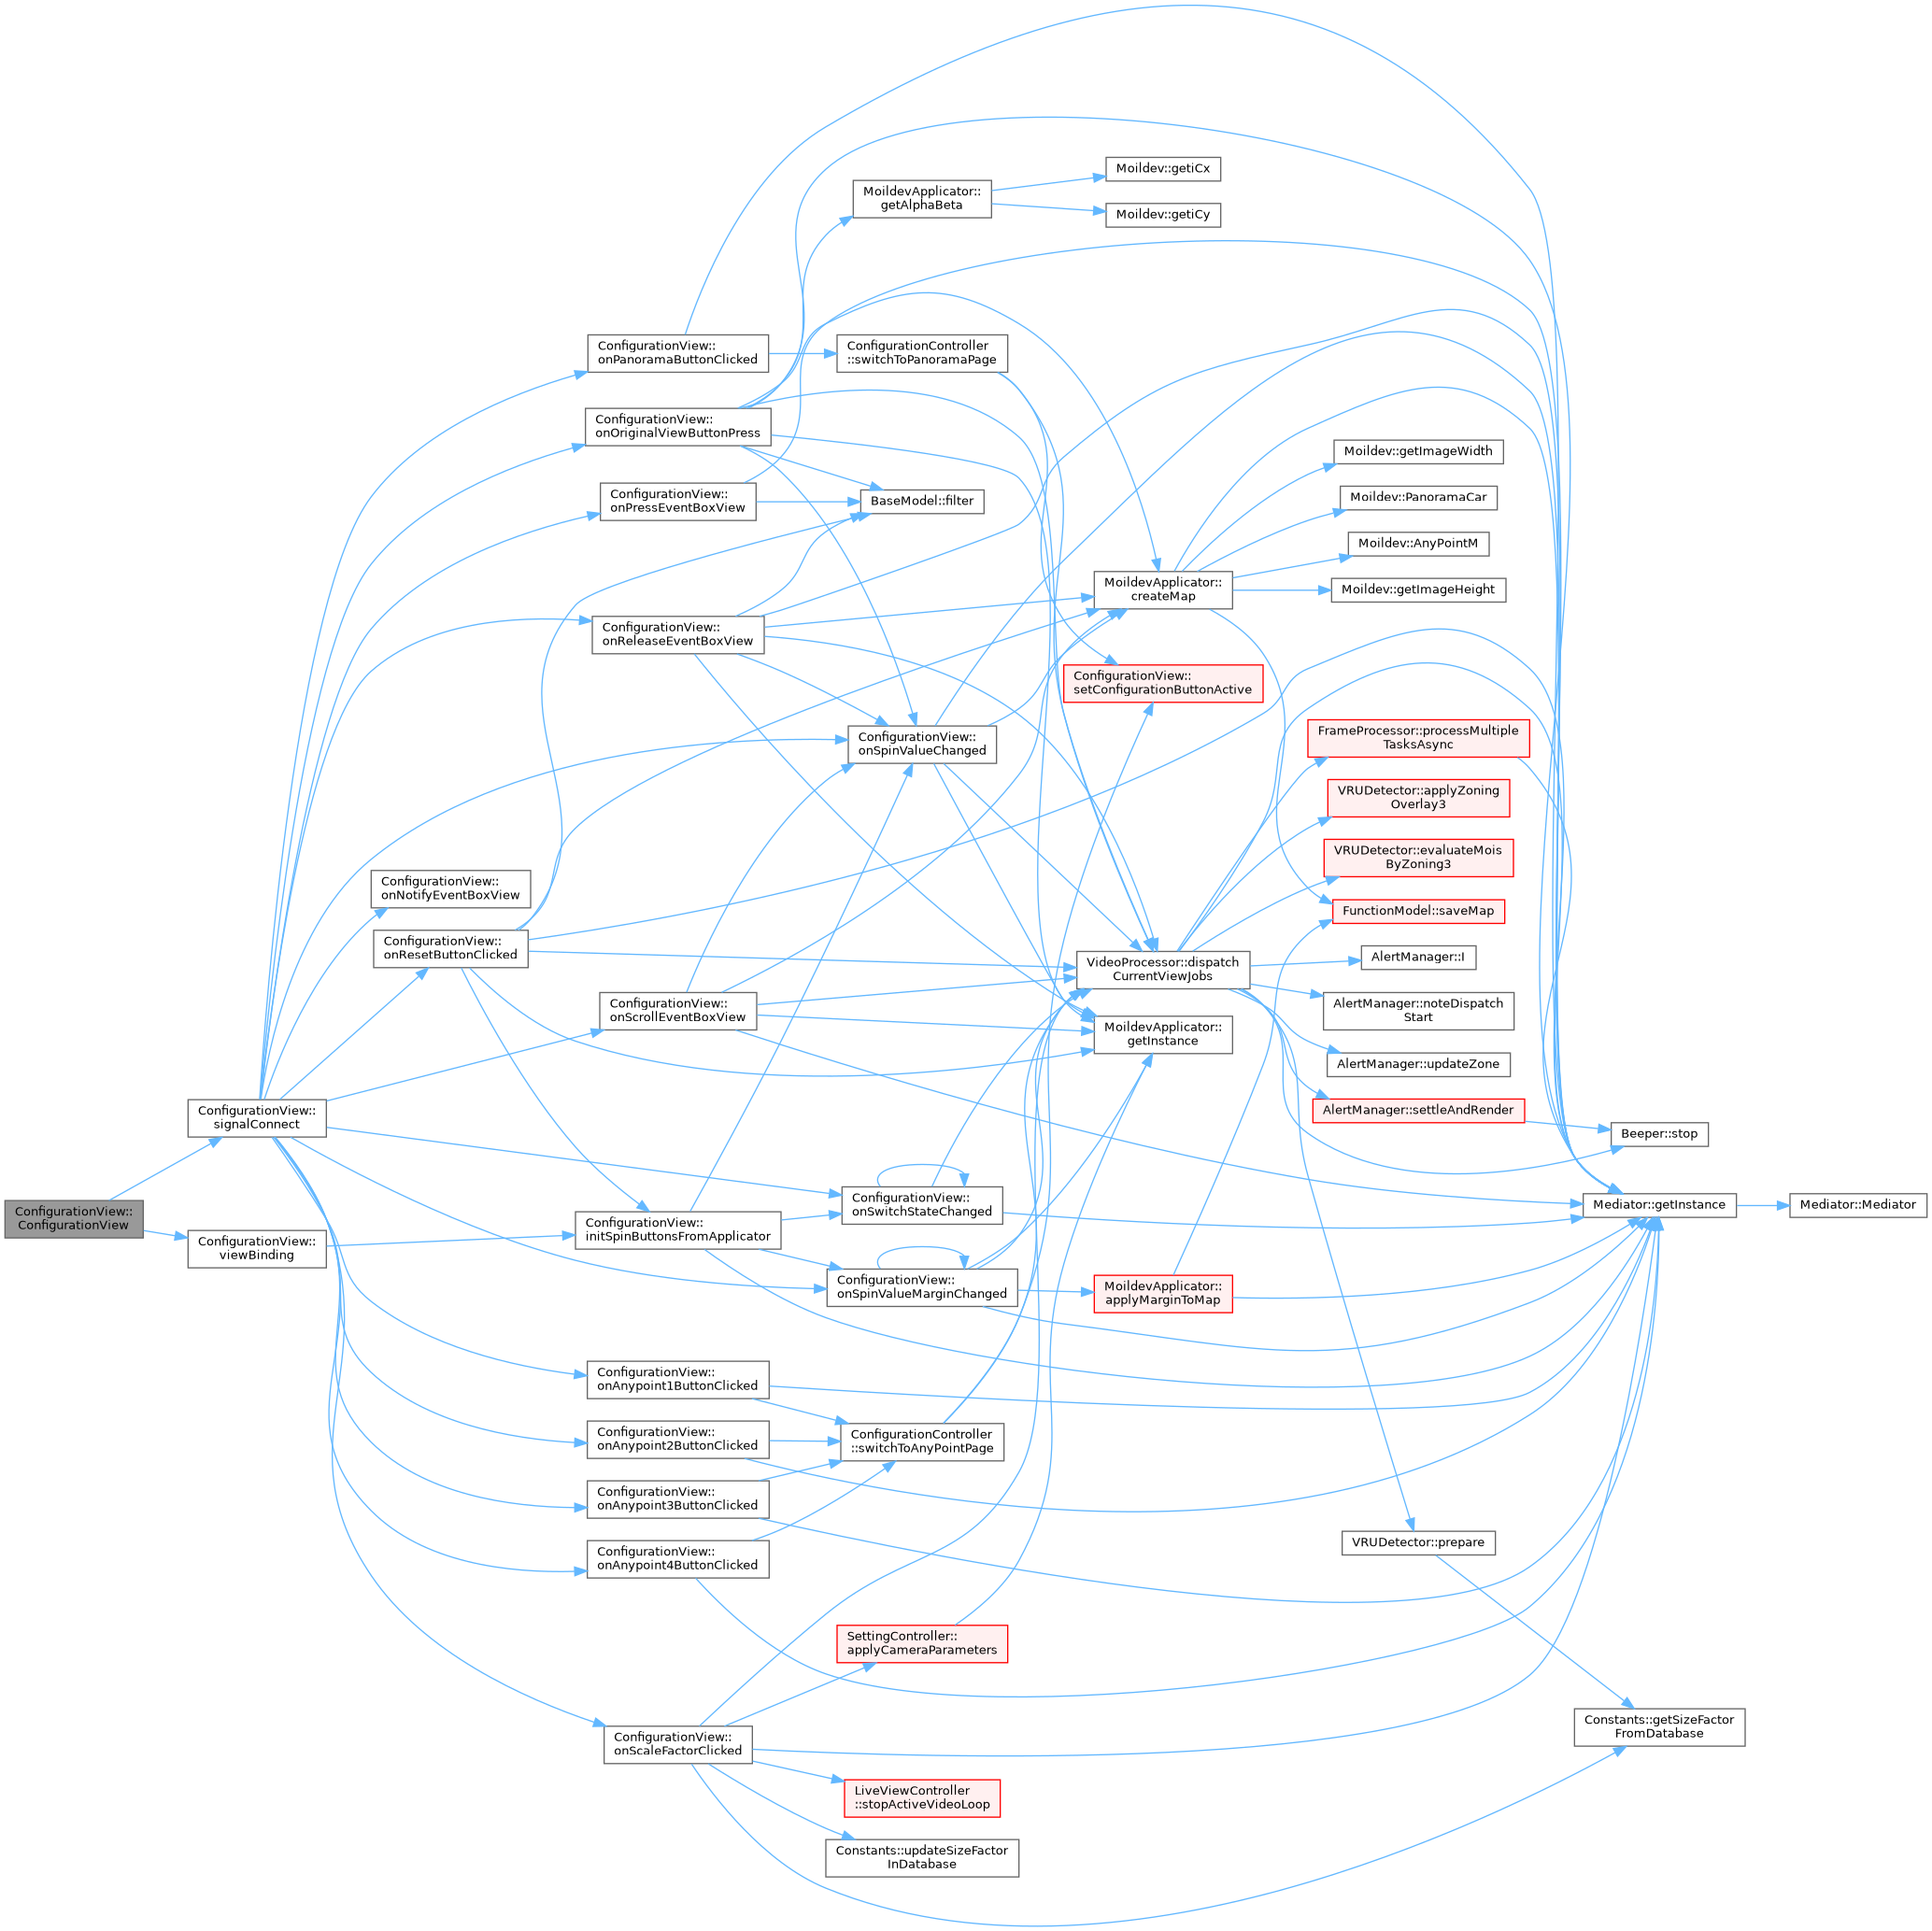 ConfigurationView::
ConfigurationView
ConfigurationView::
signalConnect
ConfigurationView::
viewBinding
ConfigurationView::
onNotifyEventBoxView
ConfigurationView::
onResetButtonClicked
ConfigurationView::
onPanoramaButtonClicked
ConfigurationView::
onOriginalViewButtonPress
ConfigurationView::
onPressEventBoxView
ConfigurationView::
onReleaseEventBoxView
ConfigurationView::
onScrollEventBoxView
ConfigurationView::
initSpinButtonsFromApplicator
ConfigurationView::
onAnypoint1ButtonClicked
ConfigurationView::
onAnypoint2ButtonClicked
ConfigurationView::
onAnypoint3ButtonClicked
ConfigurationView::
onAnypoint4ButtonClicked
ConfigurationView::
onScaleFactorClicked
MoildevApplicator::
getAlphaBeta
ConfigurationController
::switchToPanoramaPage
BaseModel::filter
ConfigurationView::
onSpinValueChanged
ConfigurationView::
onSwitchStateChanged
ConfigurationView::
onSpinValueMarginChanged
ConfigurationController
::switchToAnyPointPage
SettingController::
applyCameraParameters
LiveViewController
::stopActiveVideoLoop
Constants::updateSizeFactor
InDatabase
Moildev::getiCx
Moildev::getiCy
MoildevApplicator::
createMap
ConfigurationView::
setConfigurationButtonActive
VideoProcessor::dispatch
CurrentViewJobs
MoildevApplicator::
getInstance
MoildevApplicator::
applyMarginToMap
Moildev::getImageWidth
Moildev::PanoramaCar
Moildev::AnyPointM
Moildev::getImageHeight
FrameProcessor::processMultiple
TasksAsync
VRUDetector::applyZoning
Overlay3
VRUDetector::evaluateMois
ByZoning3
FunctionModel::saveMap
AlertManager::I
AlertManager::noteDispatch
Start
AlertManager::updateZone
AlertManager::settleAndRender
VRUDetector::prepare
Beeper::stop
Mediator::getInstance
Constants::getSizeFactor
FromDatabase
Mediator::Mediator